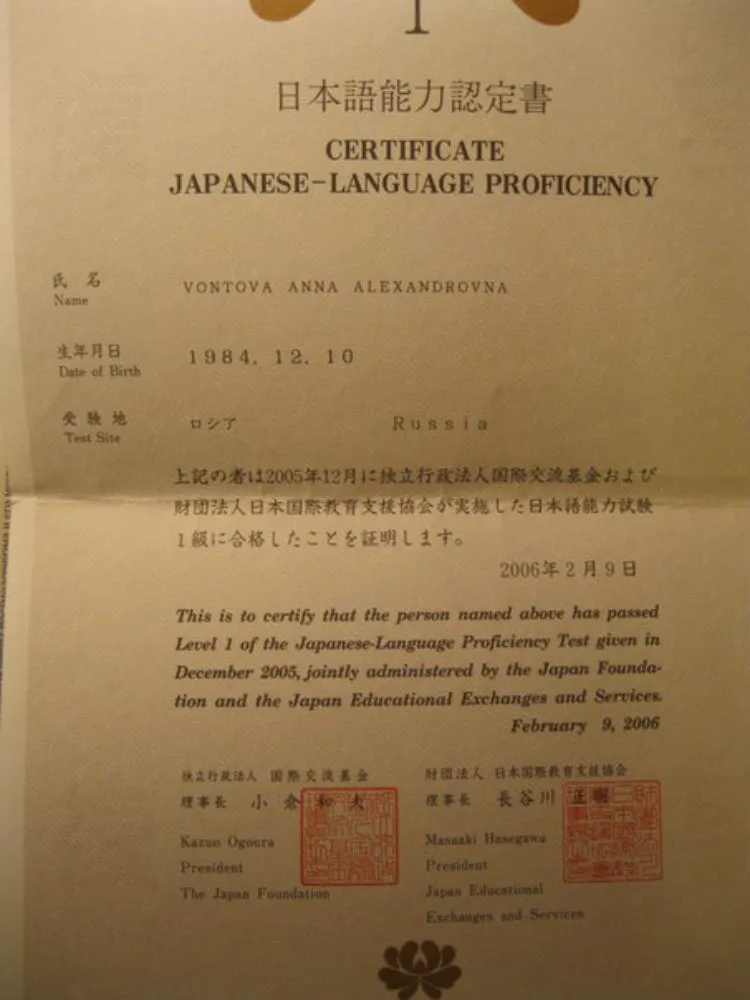 1
日本語能力認定書
CERTIFICATE
JAPANESE-LANGUAGE PROFICIENCY
氏名 VONTOVA ANNA ALEXANDROVNA
Name
生年月日 1984. 12. 10
Date of Birth
受験地 ロシア Russia
Test Site
上記の者は2005年12月に独立行政法人国際交流基金および
財団法人日本国際教育支援協会が実施した日本語能力試験
1級に合格したことを証明します。
2006年2月9日
This is to certify that the person named above has passed
Level 1 of the Japanese-Language Proficiency Test given in
December 2005, jointly administered by the Japan Founda-
tion and the Japan Educational Exchanges and Services.
February 9, 2006
独立行政法人 国際交流基金
理事長 小倉和夫
Kazuo Ogoura
President
The Japan Foundation
財団法人 日本国際教育支援協会
理事長 長谷川正明
Masaaki Hasegawa
President
Japan Educational
Exchanges and Services